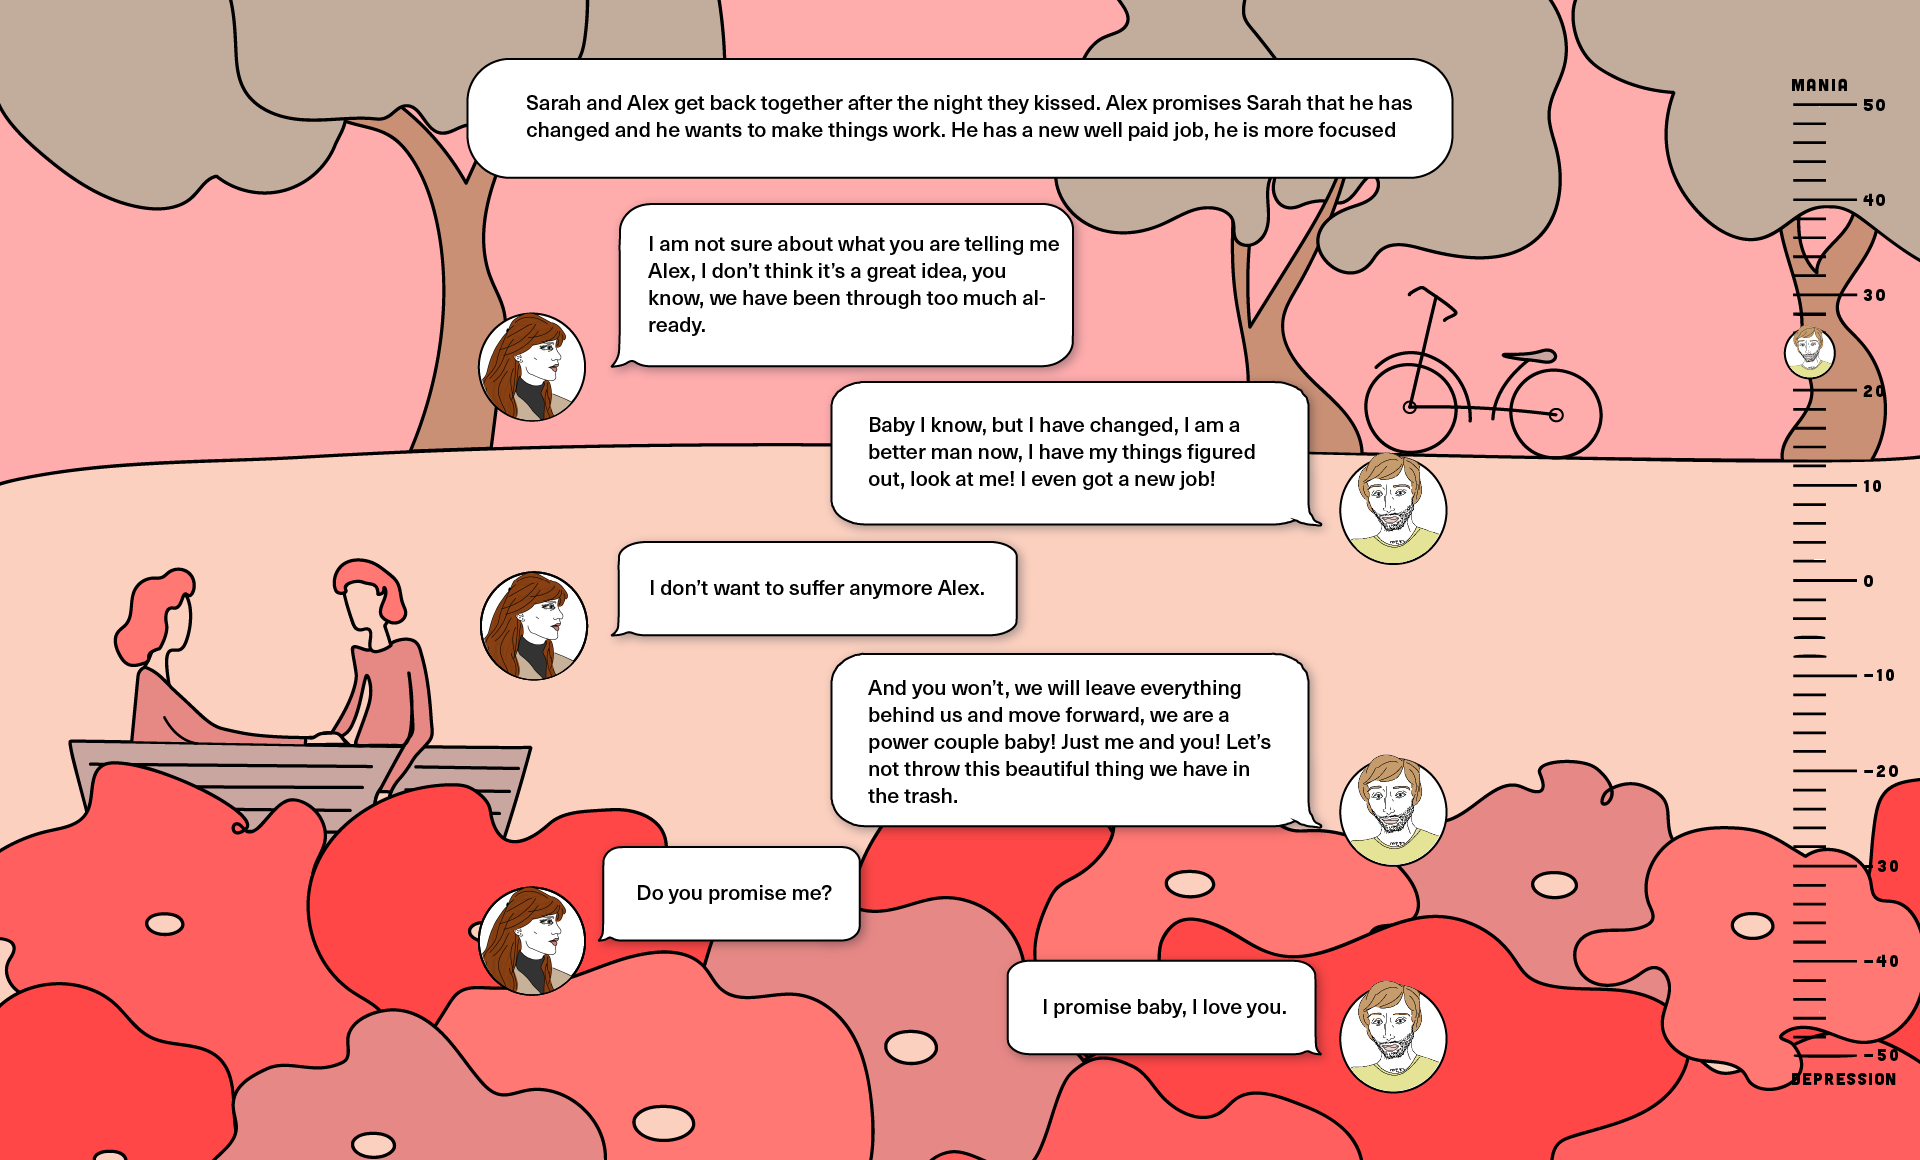 Sarah and Alex get back together after the night they kissed. Alex promises Sarah that he has
changed and he wants to make things work. He has a new well paid job, he is more focused
I am not sure about what you are telling me
Alex, I don’t think it’s a great idea, you
know, we have been through too much al-
ready.
Baby I know, but I have changed, I am a
better man now, I have my things figured
out, look at me! I even got a new job!
I don’t want to suffer anymore Alex.
And you won’t, we will leave everything
behind us and move forward, we are a
power couple baby! Just me and you! Let’s
not throw this beautiful thing we have in
the trash.
Do you promise me?
I promise baby, I love you.
MANIA
50
40
30
20
10
0
-10
-20
-30
-40
-50
DEPRESSION